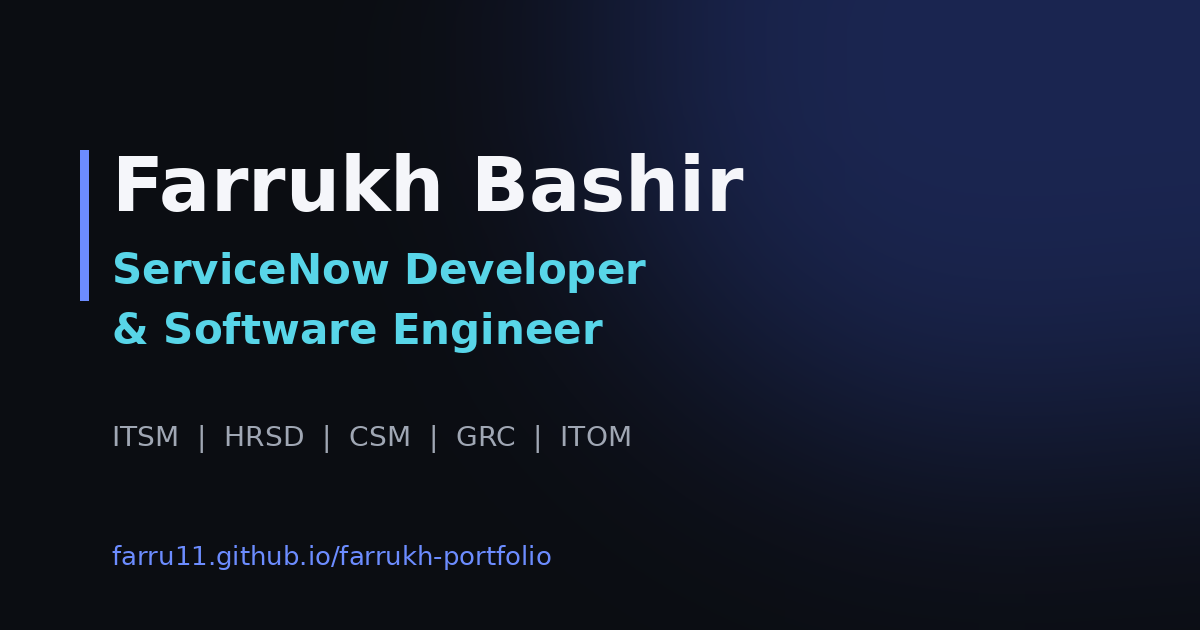 Farrukh Bashir
ServiceNow Developer
& Software Engineer
ITSM | HRSD | CSM | GRC | ITOM
farru11.github.io/farrukh-portfolio